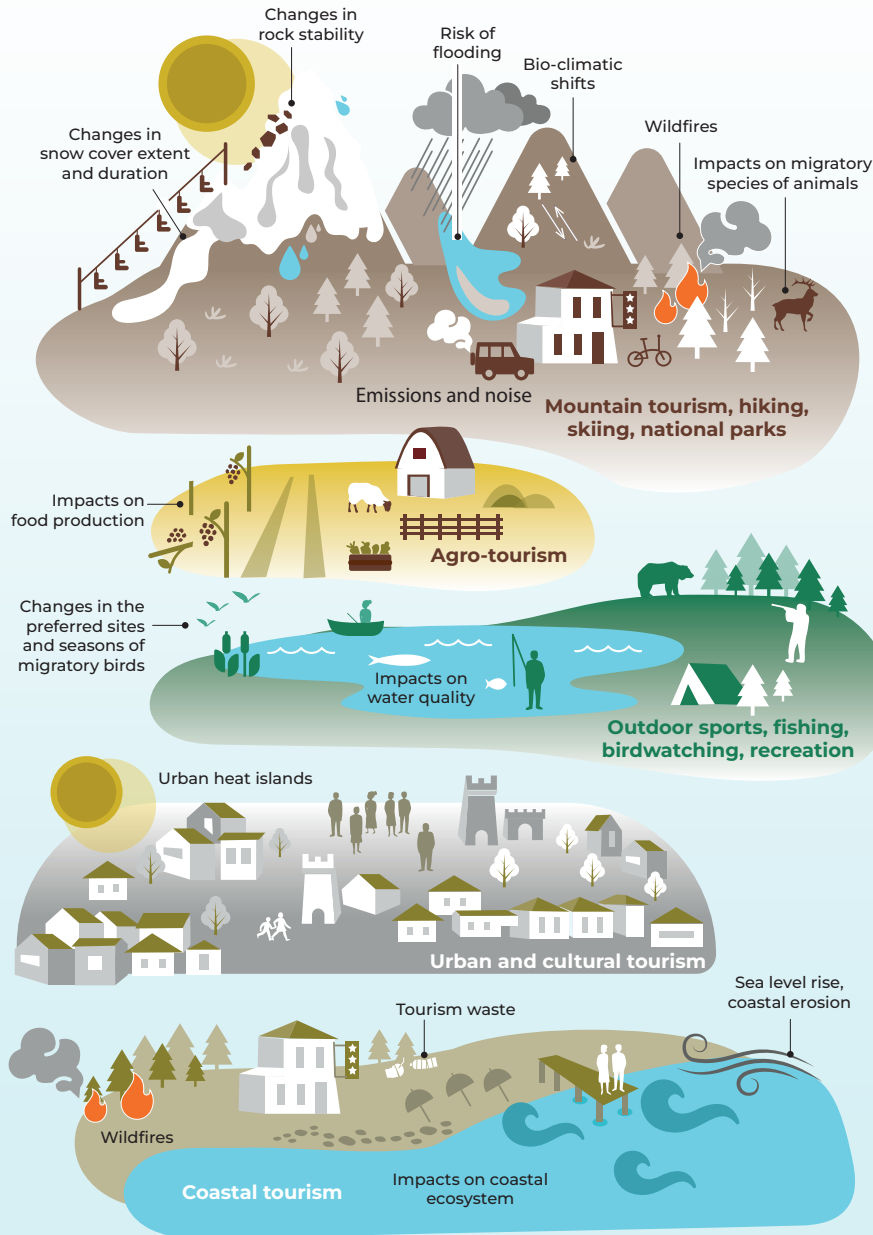 Changes in
rock stability
Risk of
flooding
Bio-climatic
shifts
Wildfires
Changes in
snow cover extent
and duration
Impacts on migratory
species of animals
Emissions and noise
Mountain tourism, hiking,
skiing, national parks
Impacts on
food production
Agro-tourism
Changes in the
preferred sites
and seasons of
migratory birds
Impacts on
water quality
Outdoor sports, fishing,
birdwatching, recreation
Urban heat islands
Urban and cultural tourism
Sea level rise,
coastal erosion
Tourism waste
Wildfires
Impacts on coastal
ecosystem
Coastal tourism